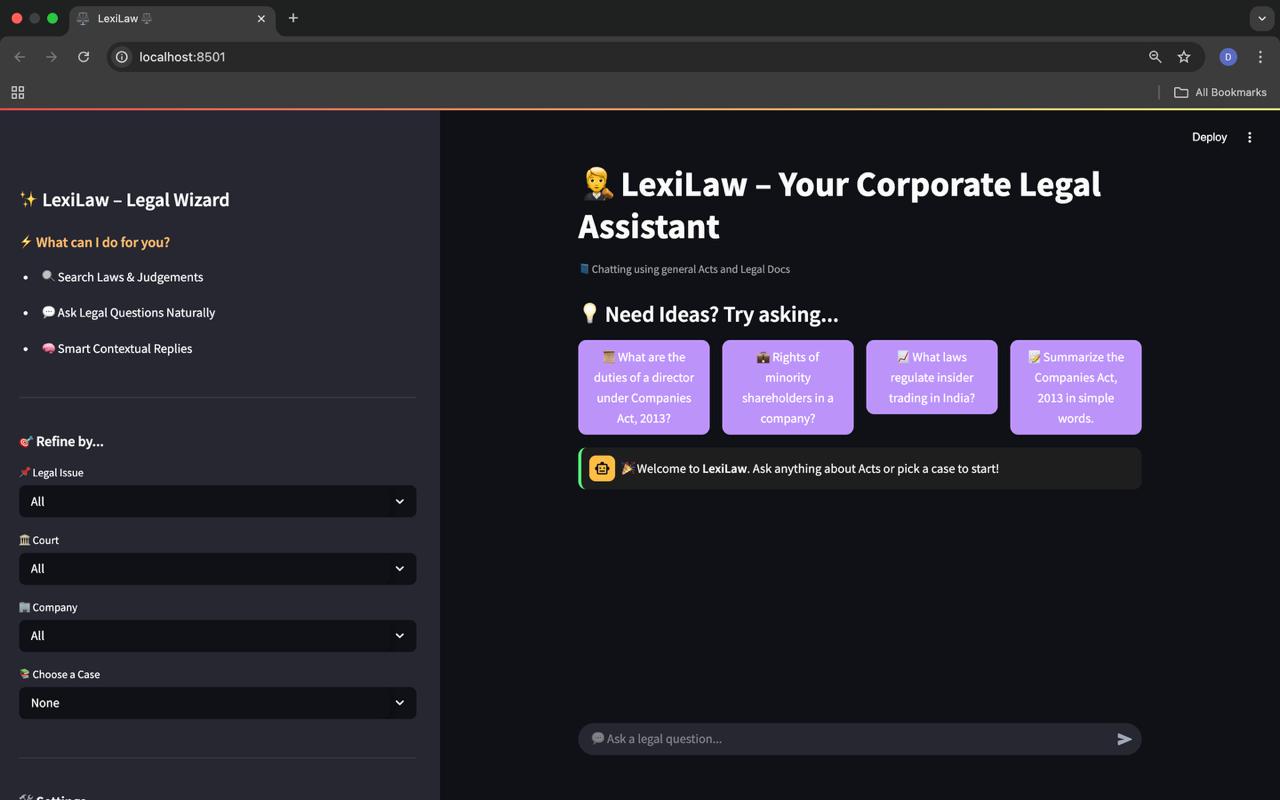 LexiLaw ⚖️
localhost:8501
D
All Bookmarks
Deploy
✨ LexiLaw – Legal Wizard
⚡ What can I do for you?
• 🔍 Search Laws & Judgements
• 💬 Ask Legal Questions Naturally
• 🧠 Smart Contextual Replies
🎯 Refine by...
📌 Legal Issue
All
🏛️ Court
All
🏢 Company
All
📚 Choose a Case
None
🛠️ Settings
🧑‍⚖️ LexiLaw – Your Corporate Legal
Assistant
📘 Chatting using general Acts and Legal Docs
💡 Need Ideas? Try asking...
📜 What are the
duties of a director
under Companies
Act, 2013?
💼 Rights of
minority
shareholders in a
company?
📈 What laws
regulate insider
trading in India?
📝 Summarize the
Companies Act,
2013 in simple
words.
🎉 Welcome to LexiLaw. Ask anything about Acts or pick a case to start!
💬 Ask a legal question...